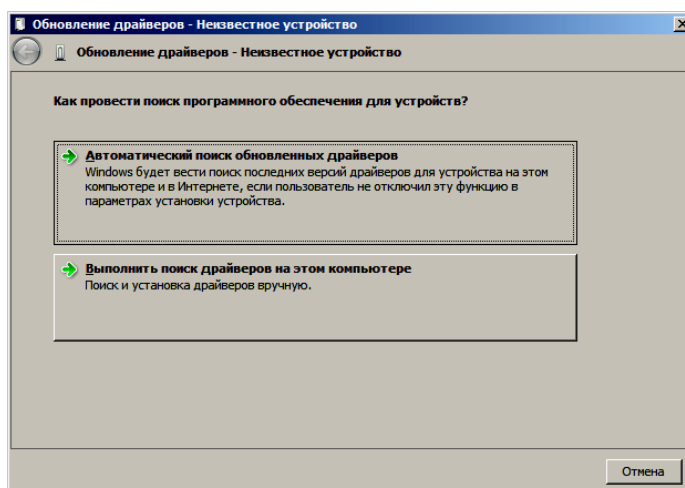 Обновление драйверов - Неизвестное устройство
Обновление драйверов - Неизвестное устройство
Как провести поиск программного обеспечения для устройств?
Автоматический поиск обновленных драйверов
Windows будет вести поиск последних версий драйверов для устройства на этом
компьютере и в Интернете, если пользователь не отключил эту функцию в
параметрах установки устройства.
Выполнить поиск драйверов на этом компьютере
Поиск и установка драйверов вручную.
Отмена